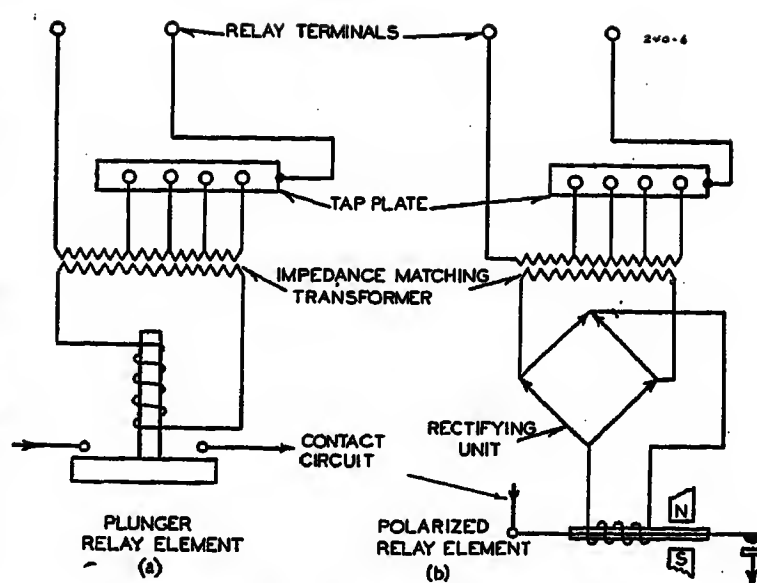 RELAY TERMINALS
240-6
TAP PLATE
IMPEDANCE MATCHING
TRANSFORMER
RECTIFYING
UNIT
CONTACT
CIRCUIT
N
S
PLUNGER
RELAY ELEMENT
(a)
POLARIZED
RELAY ELEMENT
(b)